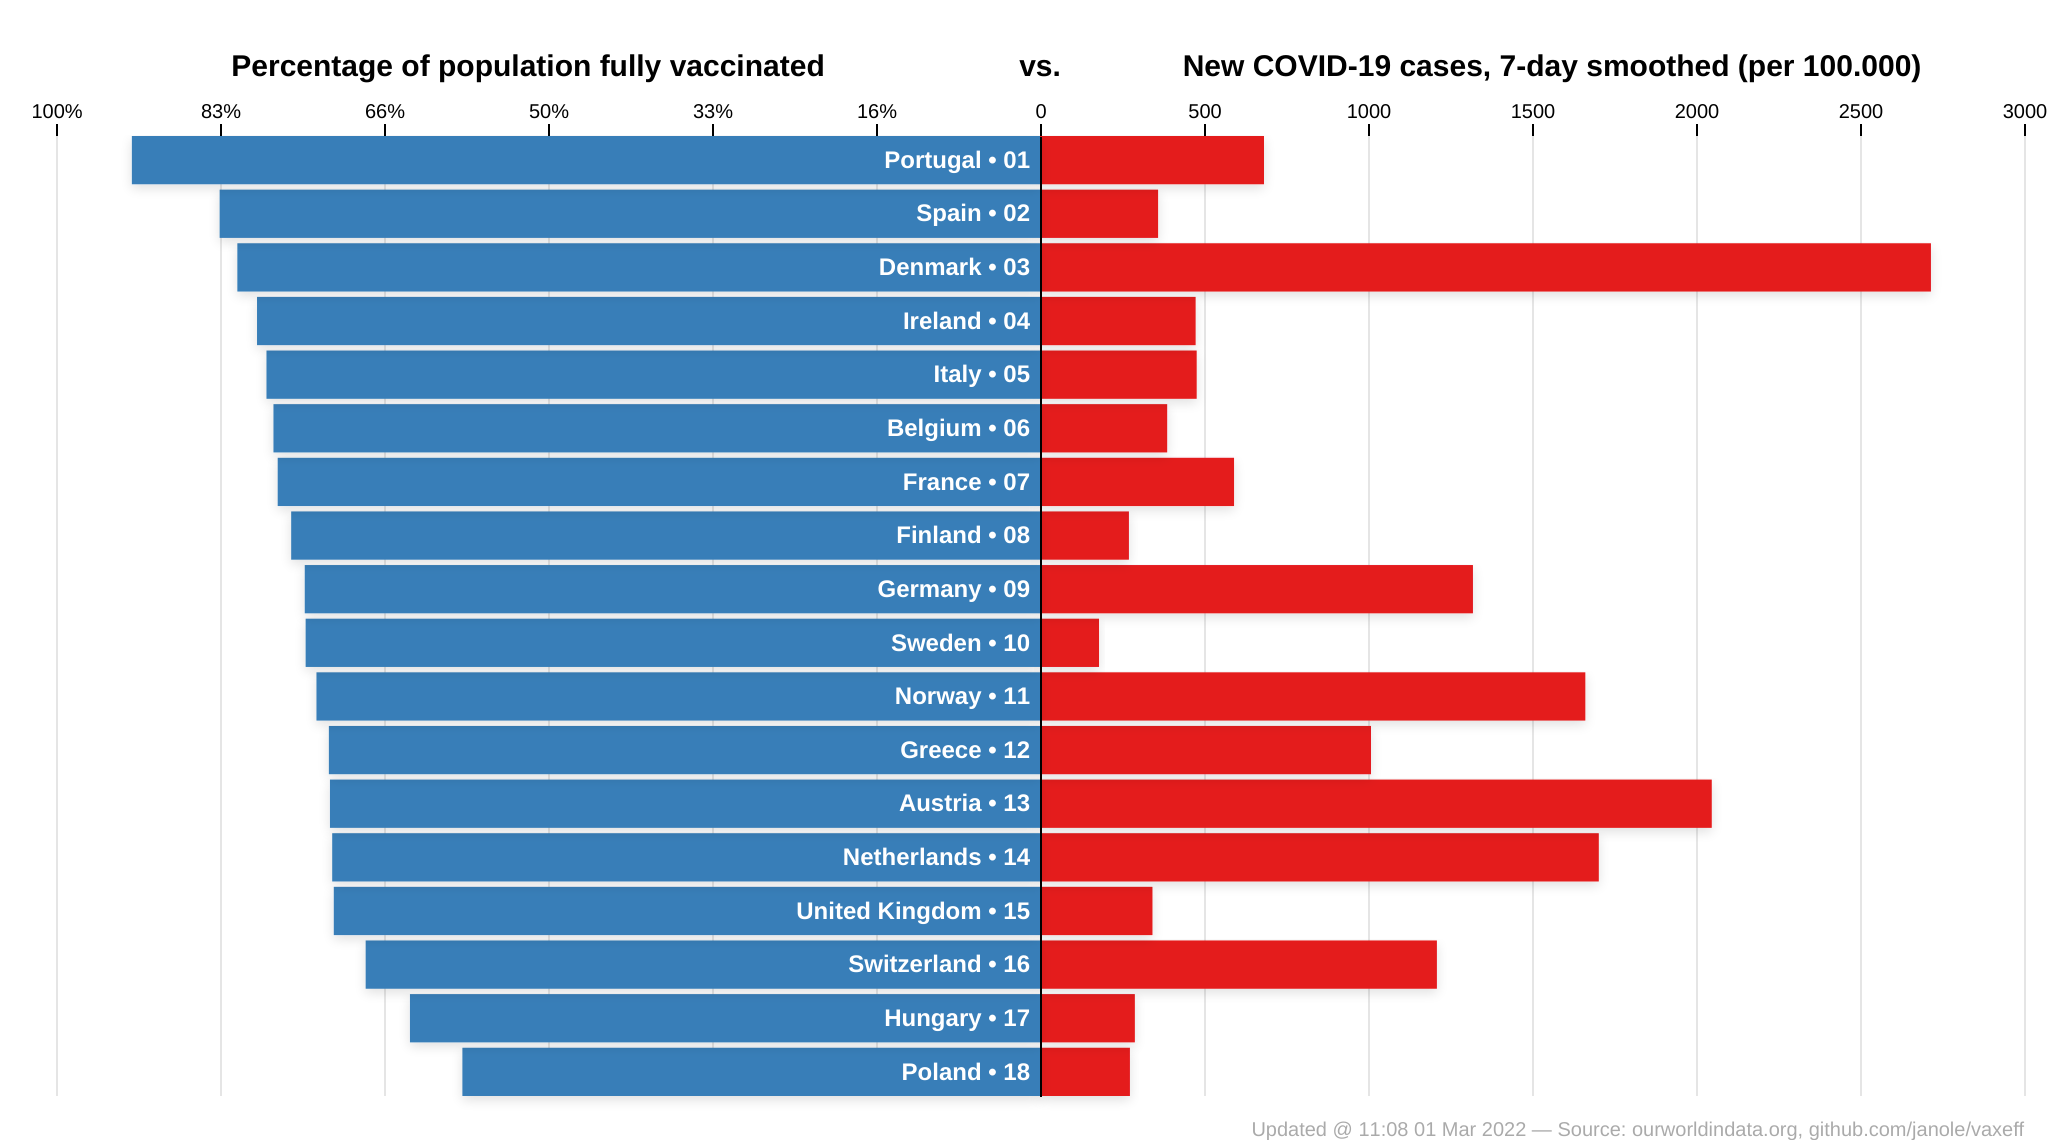 Percentage of population fully vaccinated vs. New COVID-19 cases, 7-day smoothed (per 100.000)
100% 83% 66% 50% 33% 16% 0 500 1000 1500 2000 2500 3000
Portugal • 01
Spain • 02
Denmark • 03
Ireland • 04
Italy • 05
Belgium • 06
France • 07
Finland • 08
Germany • 09
Sweden • 10
Norway • 11
Greece • 12
Austria • 13
Netherlands • 14
United Kingdom • 15
Switzerland • 16
Hungary • 17
Poland • 18
Updated @ 11:08 01 Mar 2022 — Source: ourworldindata.org, github.com/janole/vaxeff